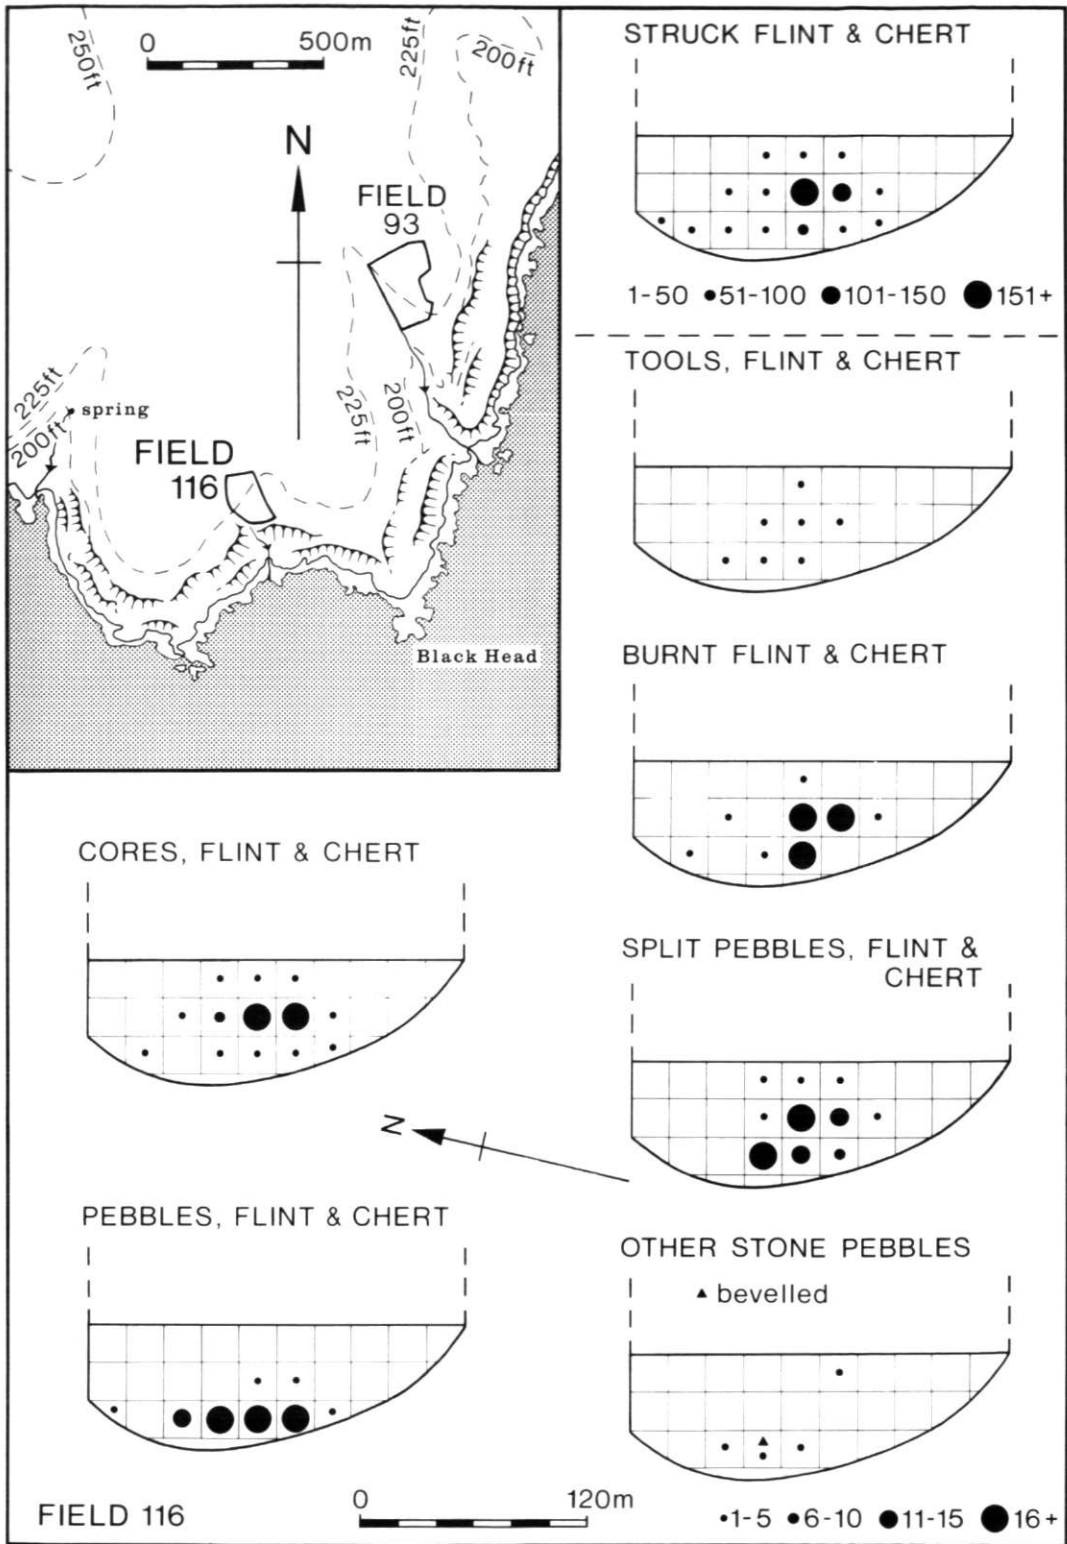 0 500m
250ft
225ft
200ft
N
FIELD
93
225ft
200ft
spring
225ft
200ft
FIELD
116
Black Head
STRUCK FLINT & CHERT
1-50 •51-100 ●101-150 ●151+
TOOLS, FLINT & CHERT
BURNT FLINT & CHERT
CORES, FLINT & CHERT
SPLIT PEBBLES, FLINT &
CHERT
N
PEBBLES, FLINT & CHERT
OTHER STONE PEBBLES
▲ bevelled
FIELD 116
0 120m
•1-5 •6-10 ●11-15 ●16+